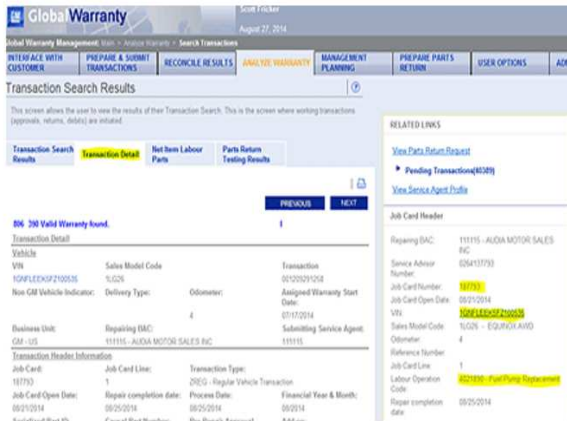 GM GlobalWarranty
Scott Fricker
August 27, 2014
Global Warranty Management: Main > Analyze Warranty > Search Transactions
INTERFACE WITH CUSTOMER
PREPARE & SUBMIT TRANSACTIONS
RECONCILE RESULTS
ANALYZE WARRANTY
MANAGEMENT PLANNING
PREPARE PARTS RETURN
USER OPTIONS
Transaction Search Results
This screen allows the user to view the results of their Transaction Search. This is the screen where working transactions
(approvals, returns, debits) are initiated.
Transaction Search Results
Transaction Detail
Net Item Labour Parts
Parts Return Testing Results
PREVIOUS NEXT
806 390 Valid Warranty found.
Transaction Detail
Vehicle
VIN Sales Model Code Transaction
1LG26
Non GM Vehicle Indicator: Delivery Type: Odometer: Assigned Warranty Start Date:
4 07/17/2014
Business Unit: Repairing BAC: Submitting Service Agent:
GM - US 111115 - AUDIA MOTOR SALES INC 111115
Transaction Header Information
Job Card: Job Card Line: Transaction Type:
187793 1 ZREG - Regular Vehicle Transaction
Job Card Open Date: Repair completion date: Process Date: Financial Year & Month:
08/21/2014 08/25/2014 08/25/2014 08/2014
RELATED LINKS
View Parts Return Request
Pending Transactions(40389)
View Service Agent Profile
Job Card Header
Repairing BAC: 111115 - AUDIA MOTOR SALES INC
Service Advisor Number: 0264137793
Job Card Number: 187793
Job Card Open Date: 08/21/2014
VIN
Sales Model Code: 1LG26 - EQUINOX AWD
Odometer: 4
Reference Number:
Job Card Line: 1
Labour Operation Code: 4021890 - Fuel Pump Replacement
Repair completion date 08/25/2014